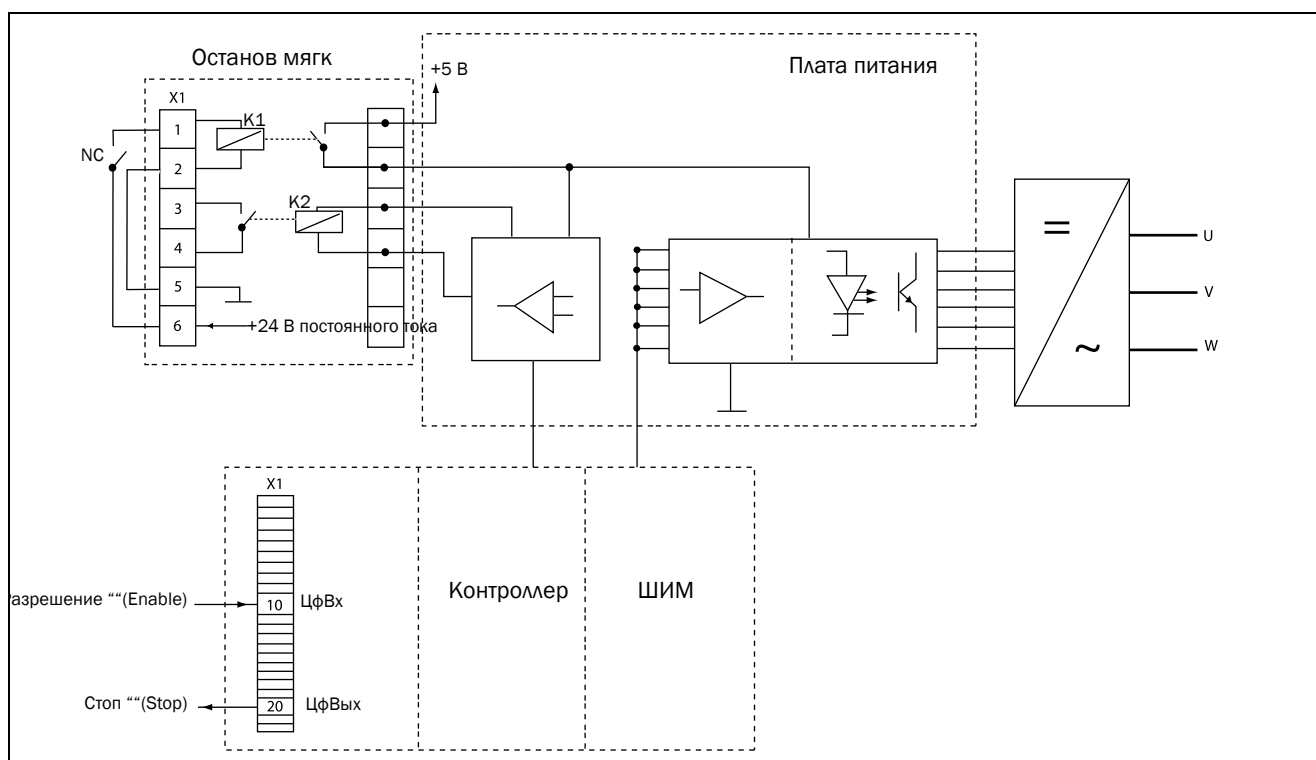 Останов мягк
Плата питания
+5 В
X1
1
K1
NC
2
3
K2
4
5
6
+24 В постоянного тока
=
~
U
V
W
X1
Контроллер
ШИМ
азрешение ““(Enable)
10
ЦфВх
Стоп ““(Stop)
20
ЦфВых